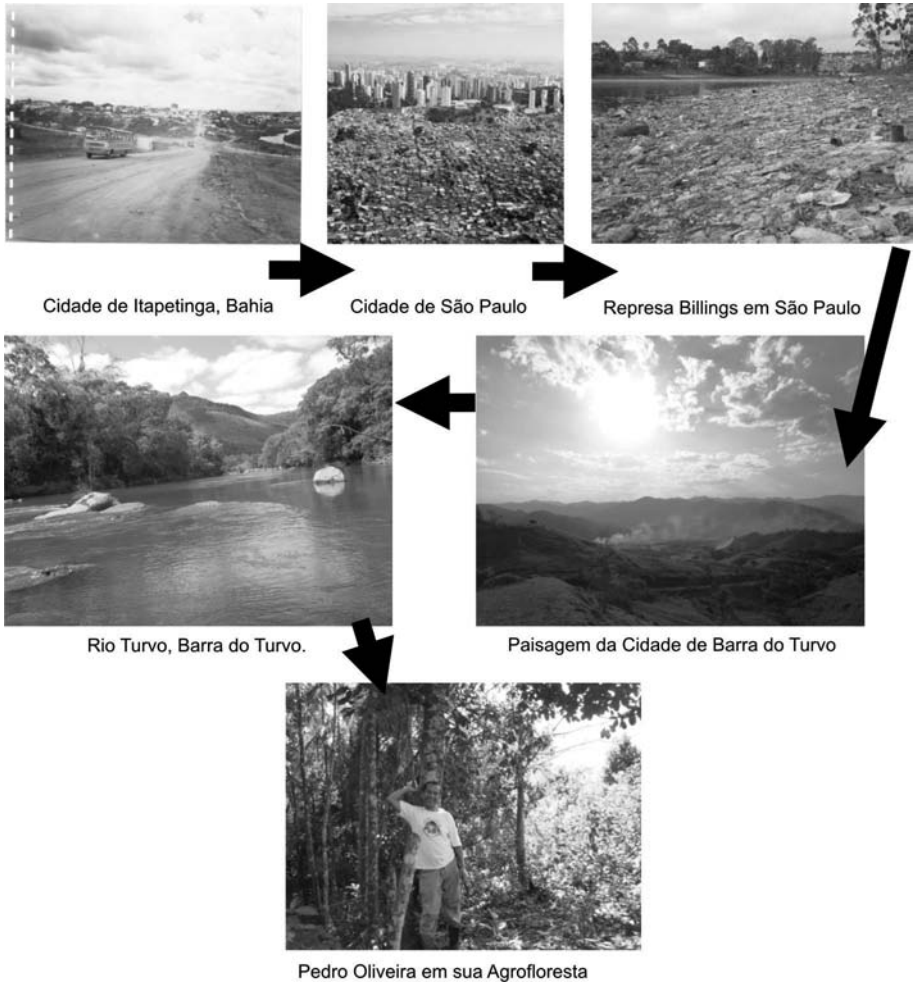 Cidade de Itapetinga, Bahia
Cidade de São Paulo
Represa Billings em São Paulo
Rio Turvo, Barra do Turvo.
Paisagem da Cidade de Barra do Turvo
Pedro Oliveira em sua Agrofloresta